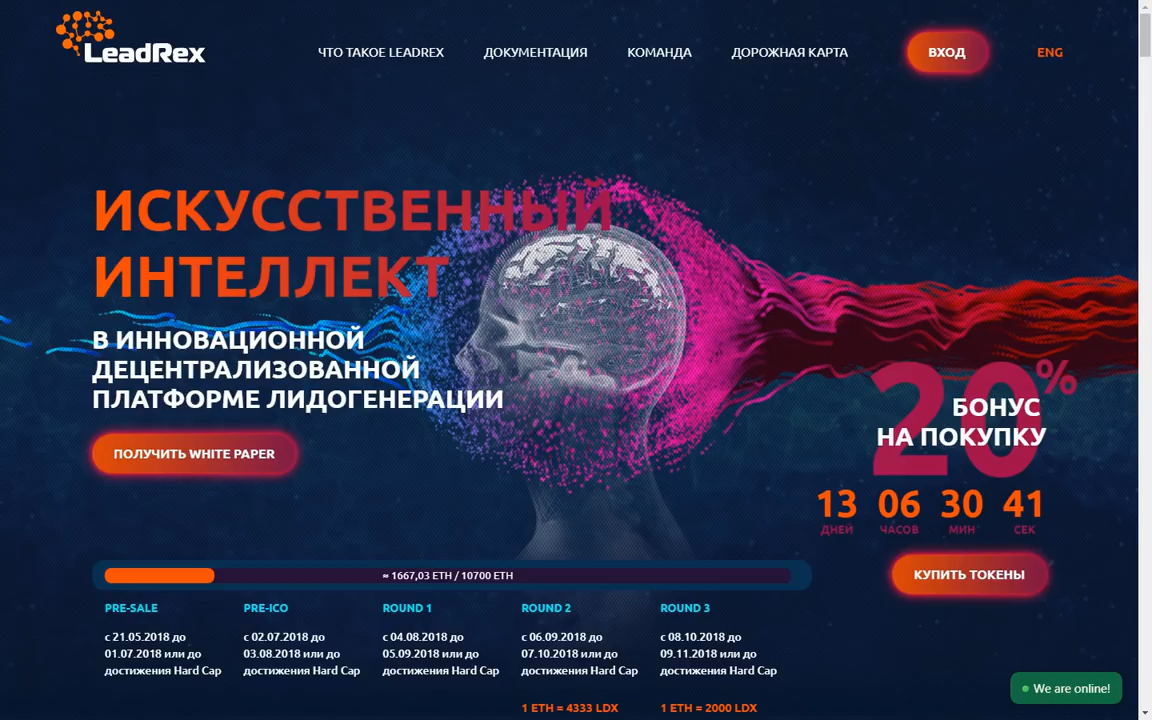 LeadRex
ЧТО ТАКОЕ LEADREX
ДОКУМЕНТАЦИЯ
КОМАНДА
ДОРОЖНАЯ КАРТА
ВХОД
ENG
ИСКУССТВЕННЫЙ
ИНТЕЛЛЕКТ
В ИННОВАЦИОННОЙ
ДЕЦЕНТРАЛИЗОВАННОЙ
ПЛАТФОРМЕ ЛИДОГЕНЕРАЦИИ
ПОЛУЧИТЬ WHITE PAPER
20%
БОНУС
НА ПОКУПКУ
13 06 30 41
ДНЕЙ ЧАСОВ МИН СЕК
КУПИТЬ ТОКЕНЫ
≈ 1667,03 ETH / 10700 ETH
PRE-SALE
с 21.05.2018 до
01.07.2018 или до
достижения Hard Cap
PRE-ICO
с 02.07.2018 до
03.08.2018 или до
достижения Hard Cap
ROUND 1
с 04.08.2018 до
05.09.2018 или до
достижения Hard Cap
ROUND 2
с 06.09.2018 до
07.10.2018 или до
достижения Hard Cap
1 ETH = 4333 LDX
ROUND 3
с 08.10.2018 до
09.11.2018 или до
достижения Hard Cap
1 ETH = 2000 LDX
We are online!